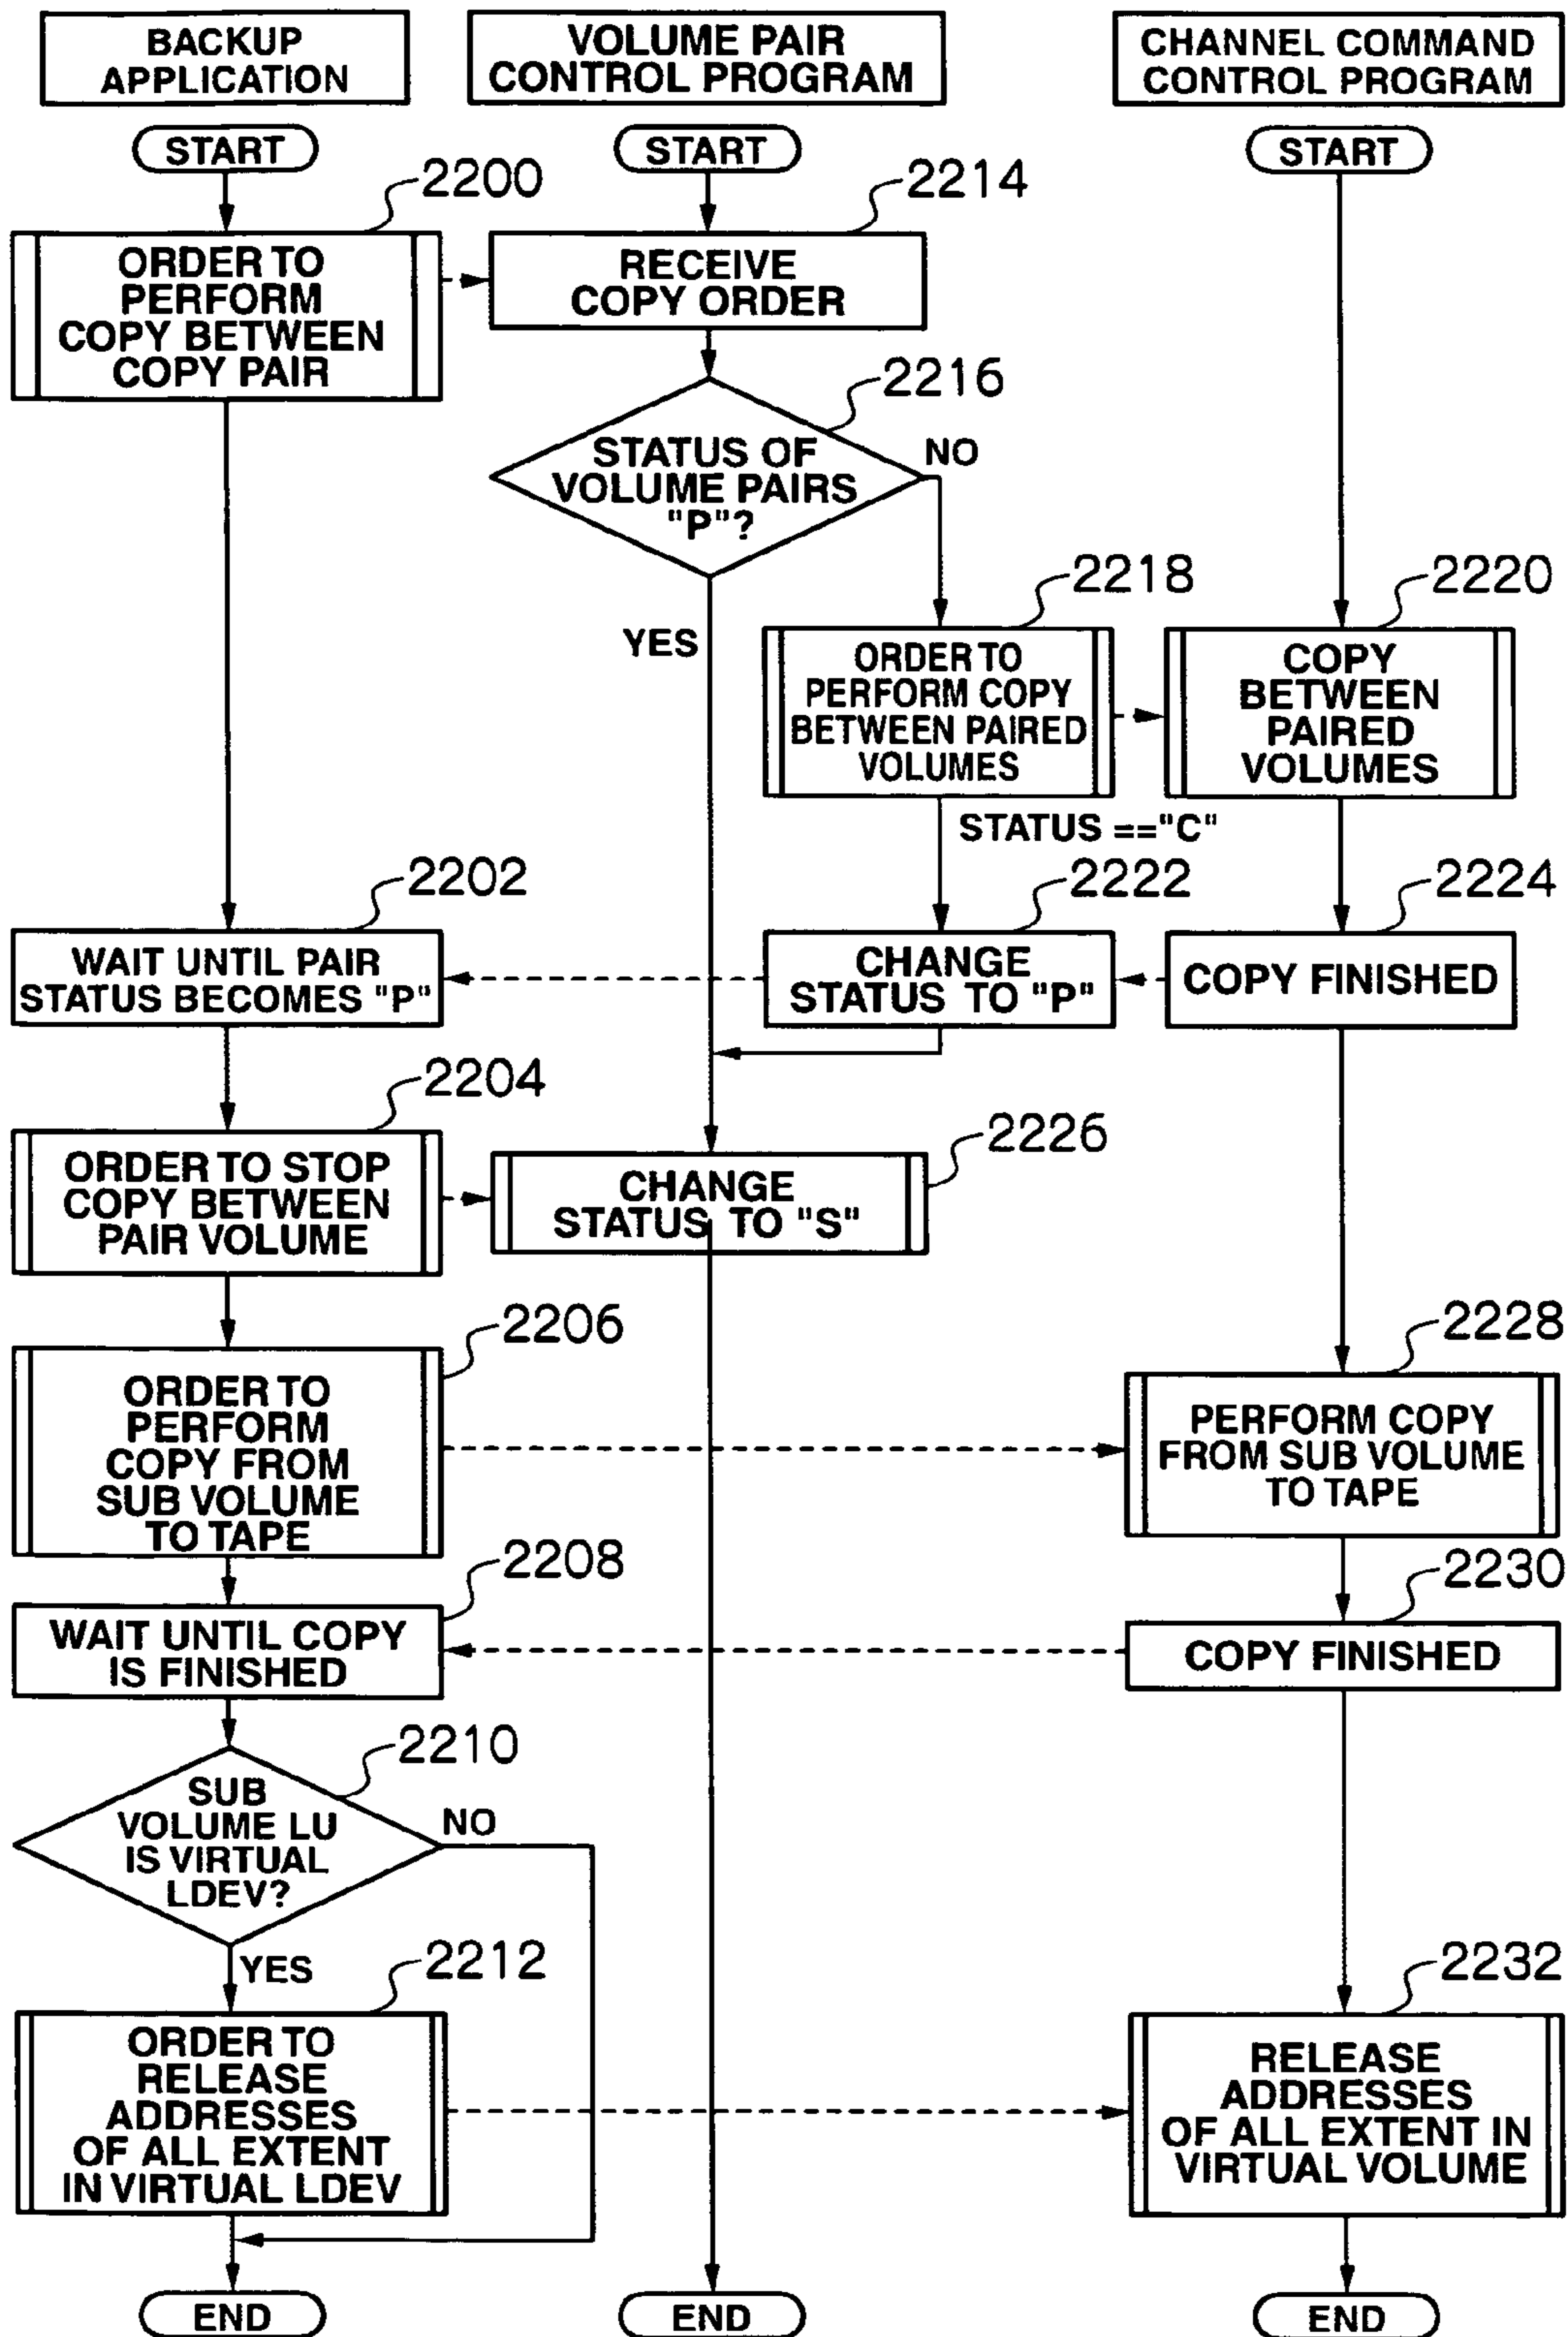 BACKUP
APPLICATION
VOLUME PAIR
CONTROL PROGRAM
CHANNEL COMMAND
CONTROL PROGRAM
START
START
START
2200
2214
ORDER TO
PERFORM
COPY BETWEEN
COPY PAIR
RECEIVE
COPY ORDER
2216
STATUS OF
VOLUME PAIRS
"P"?
NO
YES
2218
2220
ORDER TO
PERFORM COPY
BETWEEN PAIRED
VOLUMES
COPY
BETWEEN
PAIRED
VOLUMES
STATUS =="C"
2202
2222
2224
WAIT UNTIL PAIR
STATUS BECOMES "P"
CHANGE
STATUS TO "P"
COPY FINISHED
2204
2226
ORDER TO STOP
COPY BETWEEN
PAIR VOLUME
CHANGE
STATUS TO "S"
2206
2228
ORDER TO
PERFORM
COPY FROM
SUB VOLUME
TO TAPE
PERFORM COPY
FROM SUB VOLUME
TO TAPE
2208
2230
WAIT UNTIL COPY
IS FINISHED
COPY FINISHED
2210
SUB
VOLUME LU
IS VIRTUAL
LDEV?
NO
YES
2212
2232
ORDER TO
RELEASE
ADDRESSES
OF ALL EXTENT
IN VIRTUAL LDEV
RELEASE
ADDRESSES
OF ALL EXTENT IN
VIRTUAL VOLUME
END
END
END